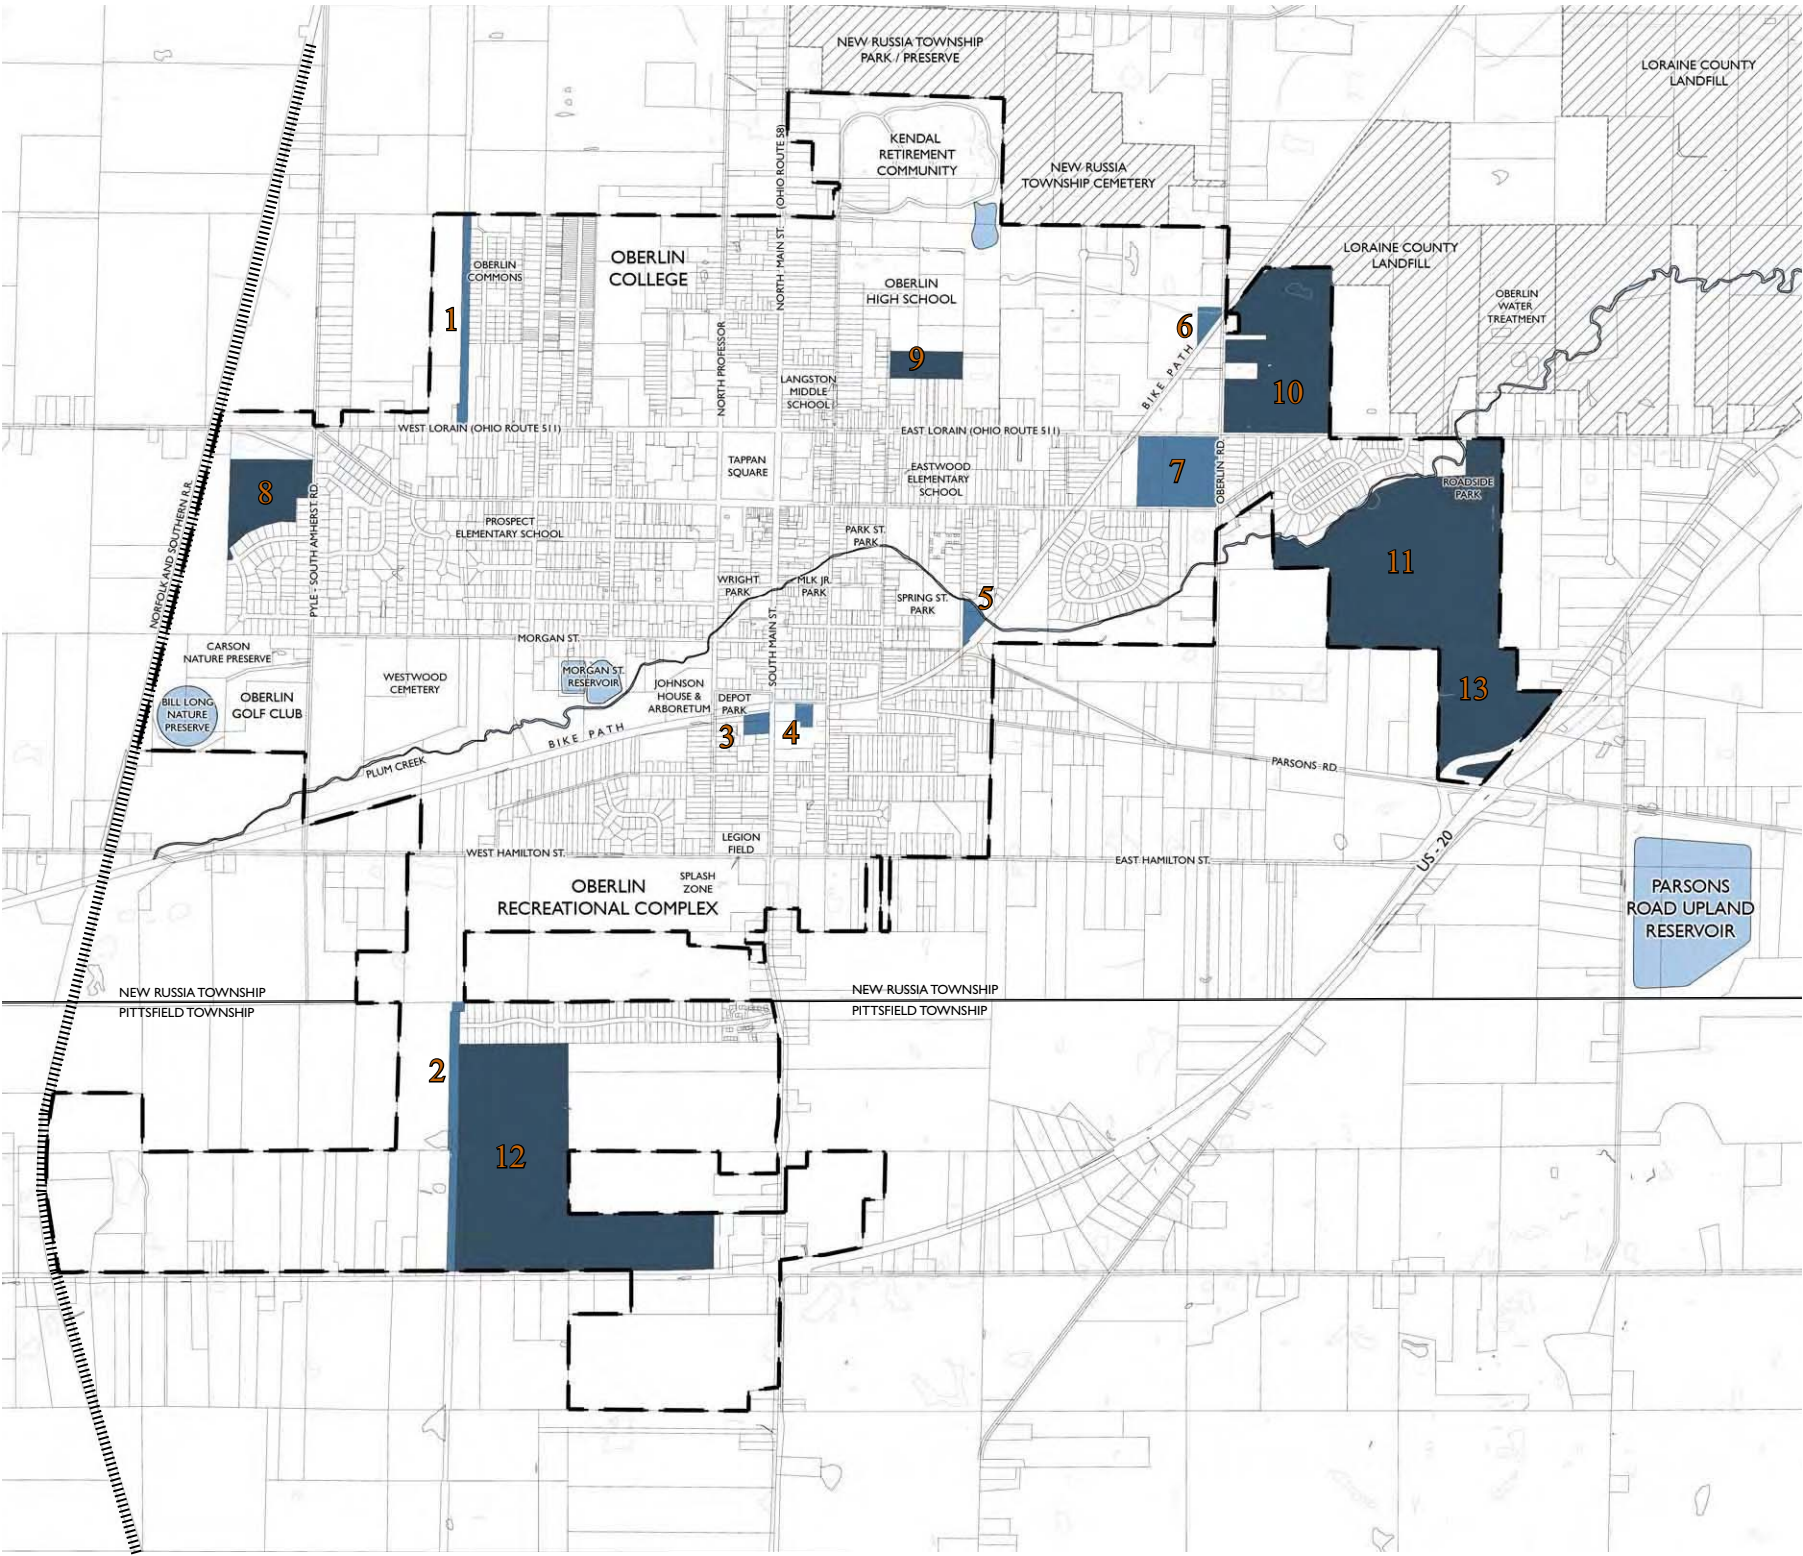 NEW RUSSIA TOWNSHIP
PARK / PRESERVE
LORAINE COUNTY
LANDFILL
KENDAL
RETIREMENT
COMMUNITY
NEW RUSSIA
TOWNSHIP CEMETERY
NORTH MAIN ST. (OHIO ROUTE 58)
OBERLIN
COLLEGE
OBERLIN
COMMONS
LORAINE COUNTY
LANDFILL
OBERLIN
HIGH SCHOOL
OBERLIN
WATER
TREATMENT
1
6
9
10
BIKE PATH
NORTH PROFESSOR
LANGSTON
MIDDLE
SCHOOL
WEST LORAIN (OHIO ROUTE 511)
EAST LORAIN (OHIO ROUTE 511)
TAPPAN
SQUARE
EASTWOOD
ELEMENTARY
SCHOOL
7
OBERLIN RD.
8
ROADSIDE
PARK
NORFOLK AND SOUTHERN R.R.
PYLE - SOUTH AMHERST RD.
PROSPECT
ELEMENTARY SCHOOL
PARK ST.
PARK
11
WRIGHT
PARK
MLK JR.
PARK
SPRING ST.
PARK
5
SOUTH MAIN ST.
MORGAN ST.
CARSON
NATURE PRESERVE
WESTWOOD
CEMETERY
MORGAN ST.
RESERVOIR
JOHNSON
HOUSE &
ARBORETUM
DEPOT
PARK
13
BILL LONG
NATURE
PRESERVE
OBERLIN
GOLF CLUB
3
4
BIKE PATH
PLUM CREEK
PARSONS RD.
LEGION
FIELD
WEST HAMILTON ST.
EAST HAMILTON ST.
US - 20
SPLASH
ZONE
OBERLIN
RECREATIONAL COMPLEX
PARSONS
ROAD UPLAND
RESERVOIR
NEW RUSSIA TOWNSHIP
PITTSFIELD TOWNSHIP
NEW RUSSIA TOWNSHIP
PITTSFIELD TOWNSHIP
2
12